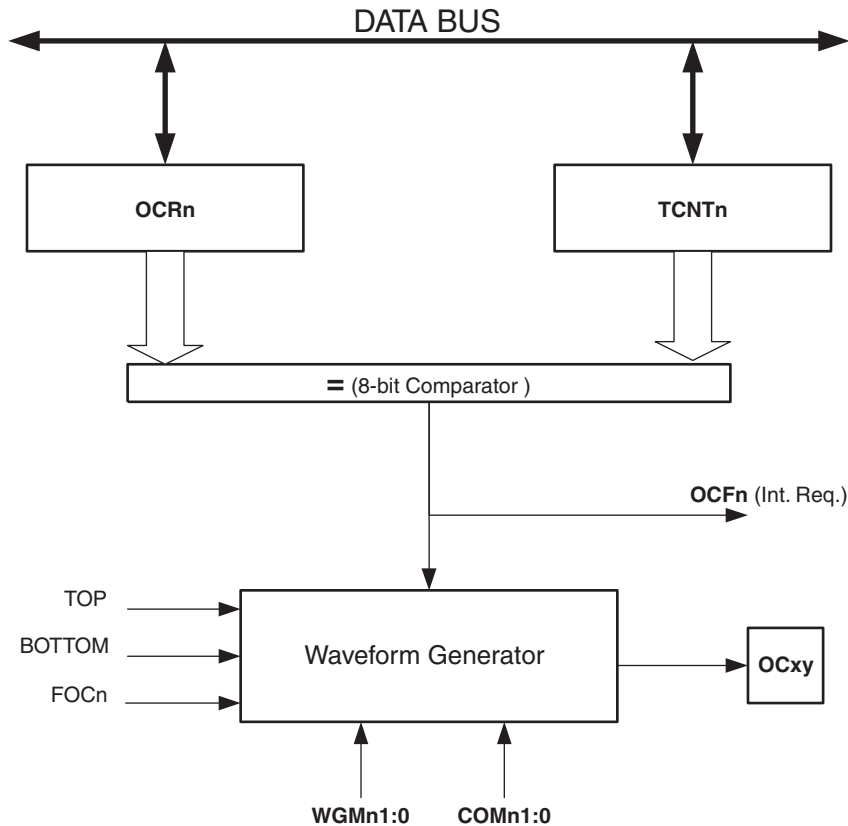 DATA BUS
OCRn
TCNTn
= (8-bit Comparator )
OCFn (Int. Req.)
TOP
BOTTOM
FOCn
Waveform Generator
OCxy
WGMn1:0
COMn1:0